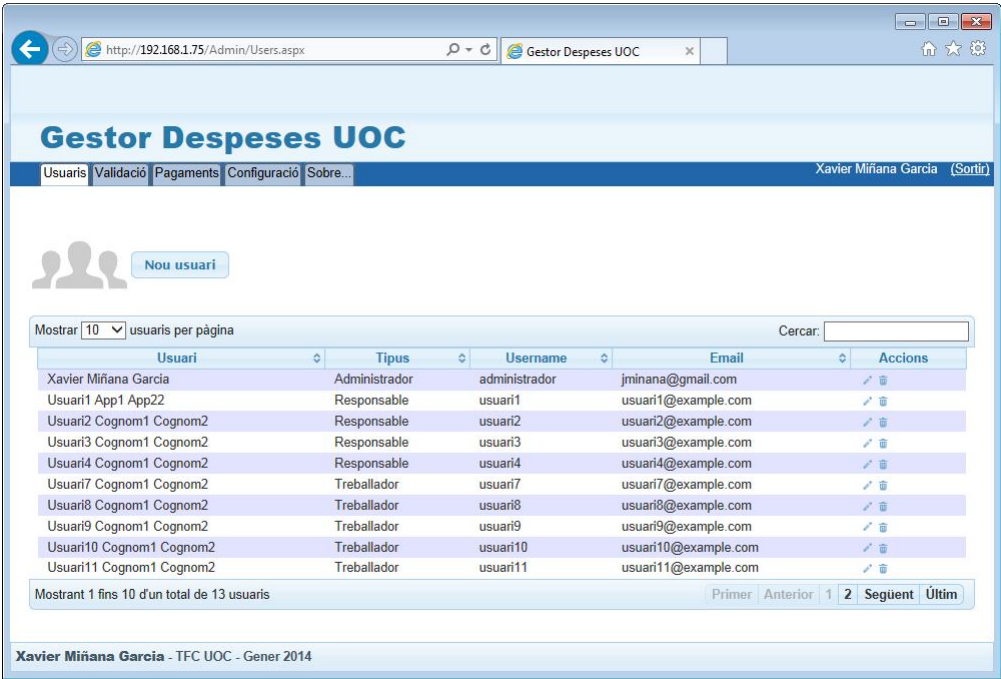 http://192.168.1.75/Admin/Users.aspx Gestor Despeses UOC
Gestor Despeses UOC
Usuaris Validació Pagaments Configuració Sobre... Xavier Miñana Garcia (Sortir)
Nou usuari
Mostrar 10 usuaris per pàgina Cercar:
Usuari Tipus Username Email Accions
Xavier Miñana Garcia Administrador administrador jminana@gmail.com
Usuari1 App1 App22 Responsable usuari1 usuari1@example.com
Usuari2 Cognom1 Cognom2 Responsable usuari2 usuari2@example.com
Usuari3 Cognom1 Cognom2 Responsable usuari3 usuari3@example.com
Usuari4 Cognom1 Cognom2 Responsable usuari4 usuari4@example.com
Usuari7 Cognom1 Cognom2 Treballador usuari7 usuari7@example.com
Usuari8 Cognom1 Cognom2 Treballador usuari8 usuari8@example.com
Usuari9 Cognom1 Cognom2 Treballador usuari9 usuari9@example.com
Usuari10 Cognom1 Cognom2 Treballador usuari10 usuari10@example.com
Usuari11 Cognom1 Cognom2 Treballador usuari11 usuari11@example.com
Mostrant 1 fins 10 d'un total de 13 usuaris Primer Anterior 1 2 Següent Últim
Xavier Miñana Garcia - TFC UOC - Gener 2014